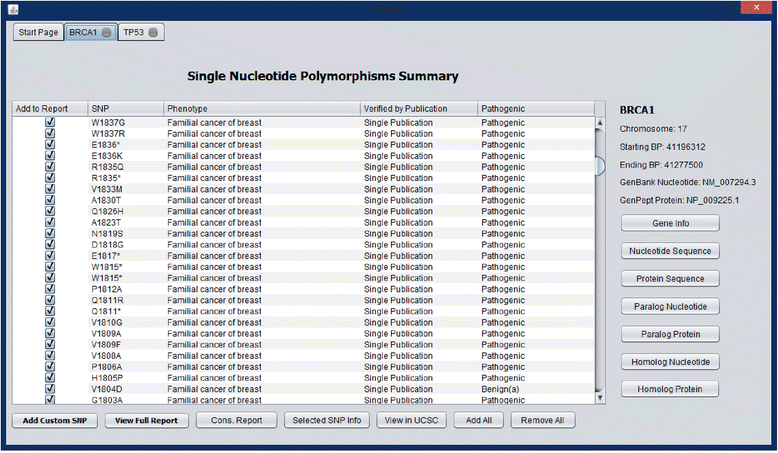 Start Page BRCA1 TP53
Single Nucleotide Polymorphisms Summary
Add to Report SNP Phenotype Verified by Publication Pathogenic
W1837G Familial cancer of breast Single Publication Pathogenic
W1837R Familial cancer of breast Single Publication Pathogenic
E1836* Familial cancer of breast Single Publication Pathogenic
E1836K Familial cancer of breast Single Publication Pathogenic
R1835Q Familial cancer of breast Single Publication Pathogenic
R1835* Familial cancer of breast Single Publication Pathogenic
V1833M Familial cancer of breast Single Publication Pathogenic
A1830T Familial cancer of breast Single Publication Pathogenic
Q1826H Familial cancer of breast Single Publication Pathogenic
A1823T Familial cancer of breast Single Publication Pathogenic
N1819S Familial cancer of breast Single Publication Pathogenic
D1818G Familial cancer of breast Single Publication Pathogenic
E1817* Familial cancer of breast Single Publication Pathogenic
W1815* Familial cancer of breast Single Publication Pathogenic
W1815* Familial cancer of breast Single Publication Pathogenic
P1812A Familial cancer of breast Single Publication Pathogenic
Q1811R Familial cancer of breast Single Publication Pathogenic
Q1811* Familial cancer of breast Single Publication Pathogenic
V1810G Familial cancer of breast Single Publication Pathogenic
V1809A Familial cancer of breast Single Publication Pathogenic
V1809F Familial cancer of breast Single Publication Pathogenic
V1808A Familial cancer of breast Single Publication Pathogenic
P1806A Familial cancer of breast Single Publication Pathogenic
H1805P Familial cancer of breast Single Publication Pathogenic
V1804D Familial cancer of breast Single Publication Benign(a)
G1803A Familial cancer of breast Single Publication Pathogenic
BRCA1
Chromosome: 17
Starting BP: 41196312
Ending BP: 41277500
GenBank Nucleotide: NM_007294.3
GenPept Protein: NP_009225.1
Gene Info
Nucleotide Sequence
Protein Sequence
Paralog Nucleotide
Paralog Protein
Homolog Nucleotide
Homolog Protein
Add Custom SNP View Full Report Cons. Report Selected SNP Info View in UCSC Add All Remove All